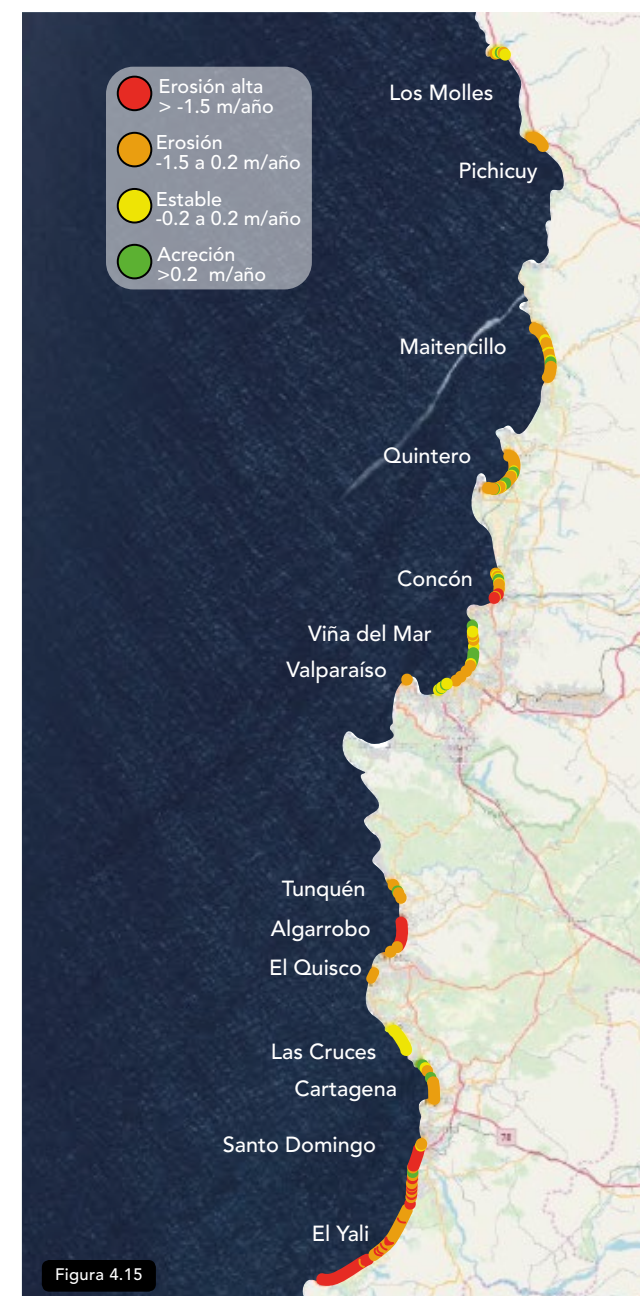 Erosión alta
> -1.5 m/año
Erosión
-1.5 a 0.2 m/año
Estable
-0.2 a 0.2 m/año
Acreción
>0.2 m/año
Los Molles
Pichicuy
Maitencillo
Quintero
Concón
Viña del Mar
Valparaíso
Tunquén
Algarrobo
El Quisco
Las Cruces
Cartagena
Santo Domingo
78
El Yali
Figura 4.15